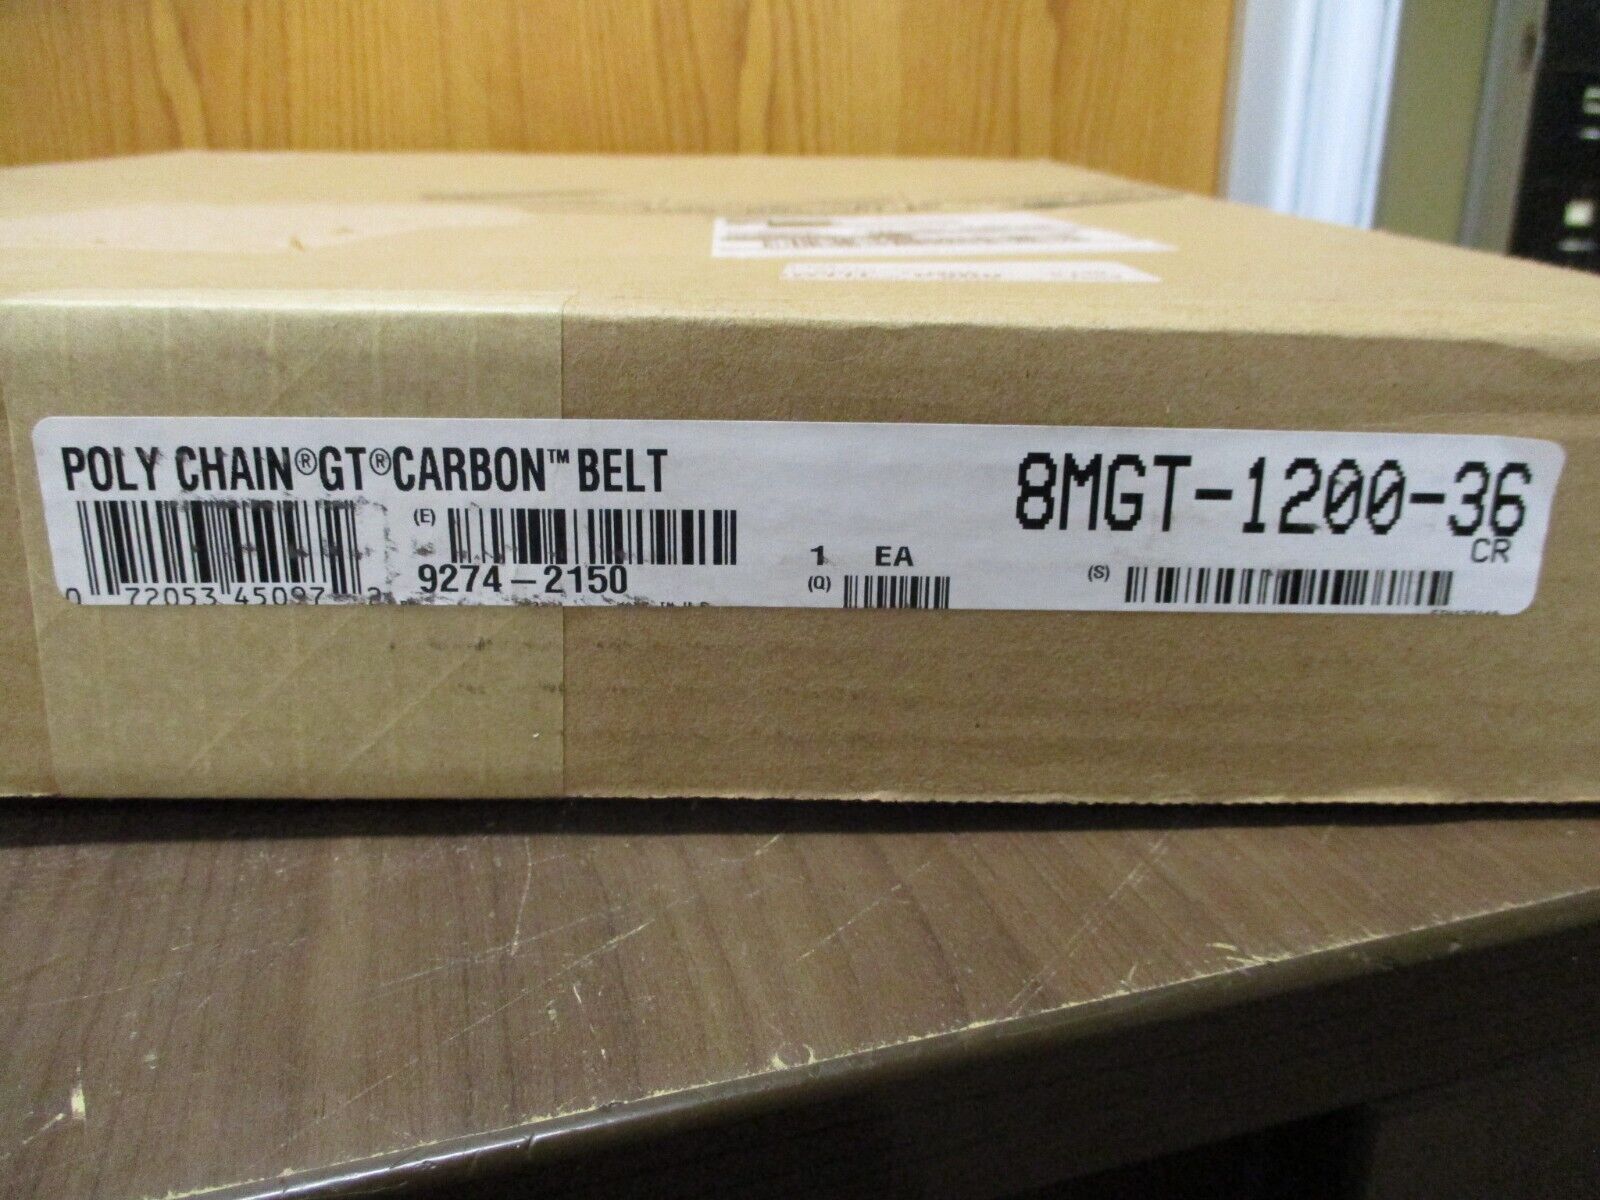 POLY CHAIN®GT®CARBON™ BELT
8MGT-1200-36
CR
(E)
9274-2150
0 72053 45097 2
1 EA
(Q)
(S)